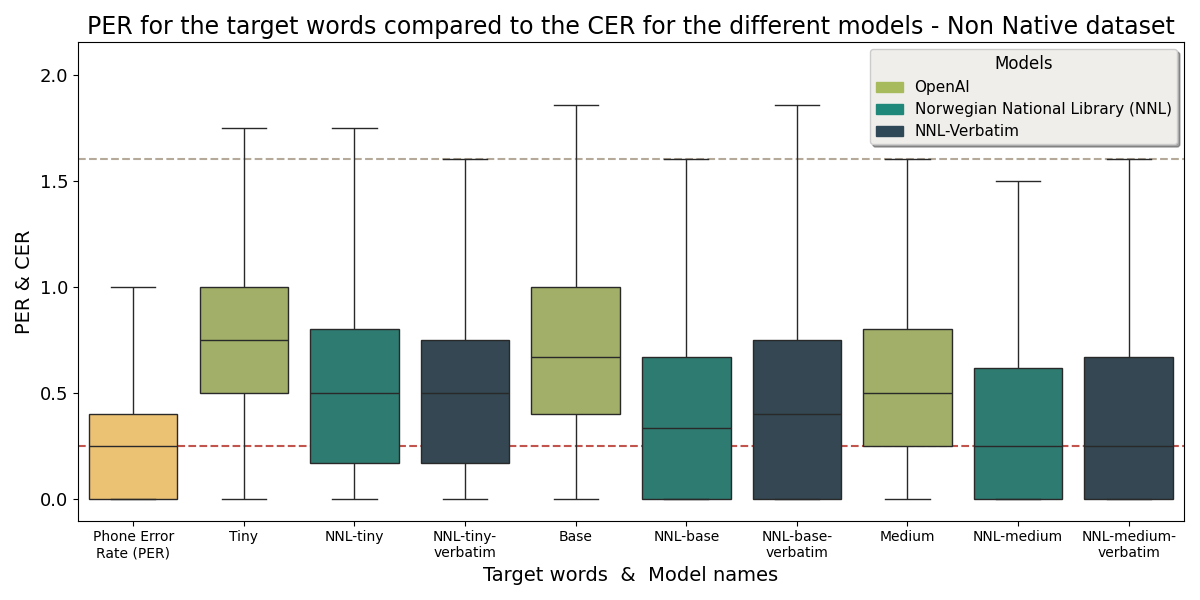 PER for the target words compared to the CER for the different models - Non Native dataset
PER & CER
2.0
1.5
1.0
0.5
0.0
Models
OpenAI
Norwegian National Library (NNL)
NNL-Verbatim
Phone Error
Rate (PER)
Tiny
NNL-tiny
NNL-tiny-
verbatim
Base
NNL-base
NNL-base-
verbatim
Medium
NNL-medium
NNL-medium-
verbatim
Target words & Model names